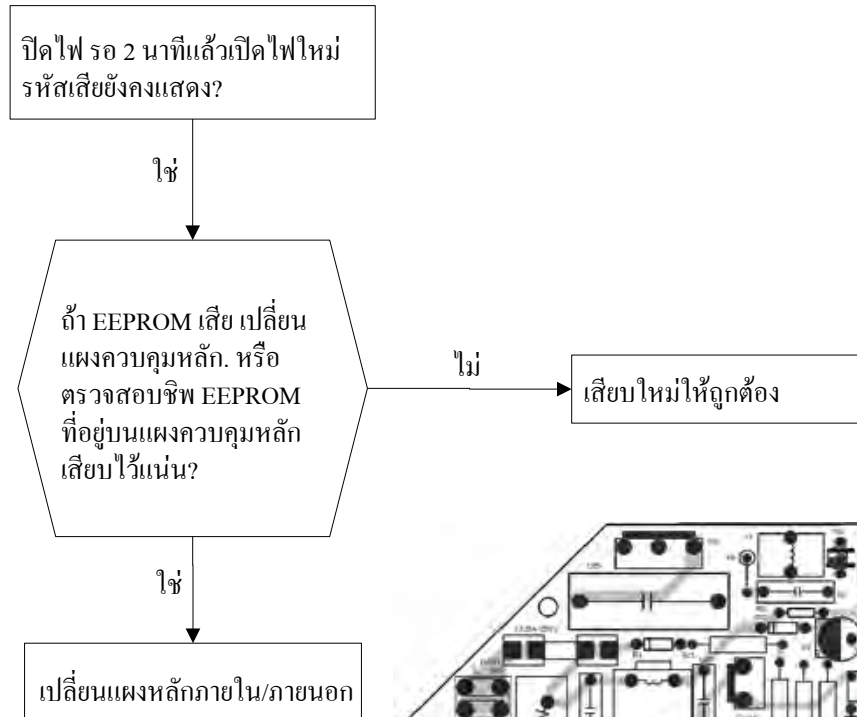 ปิดไฟ รอ 2 นาทีแล้วเปิดไฟใหม่
รหัสเสียยังคงแสดง?
ใช่
ถ้า EEPROM เสีย เปลี่ยน
แผงควบคุมหลัก. หรือ
ตรวจสอบชิพ EEPROM
ที่อยู่บนแผงควบคุมหลัก
เสียบไว้แน่น?
ไม่
เสียบใหม่ให้ถูกต้อง
ใช่
เปลี่ยนแผงหลักภายใน/ภายนอก